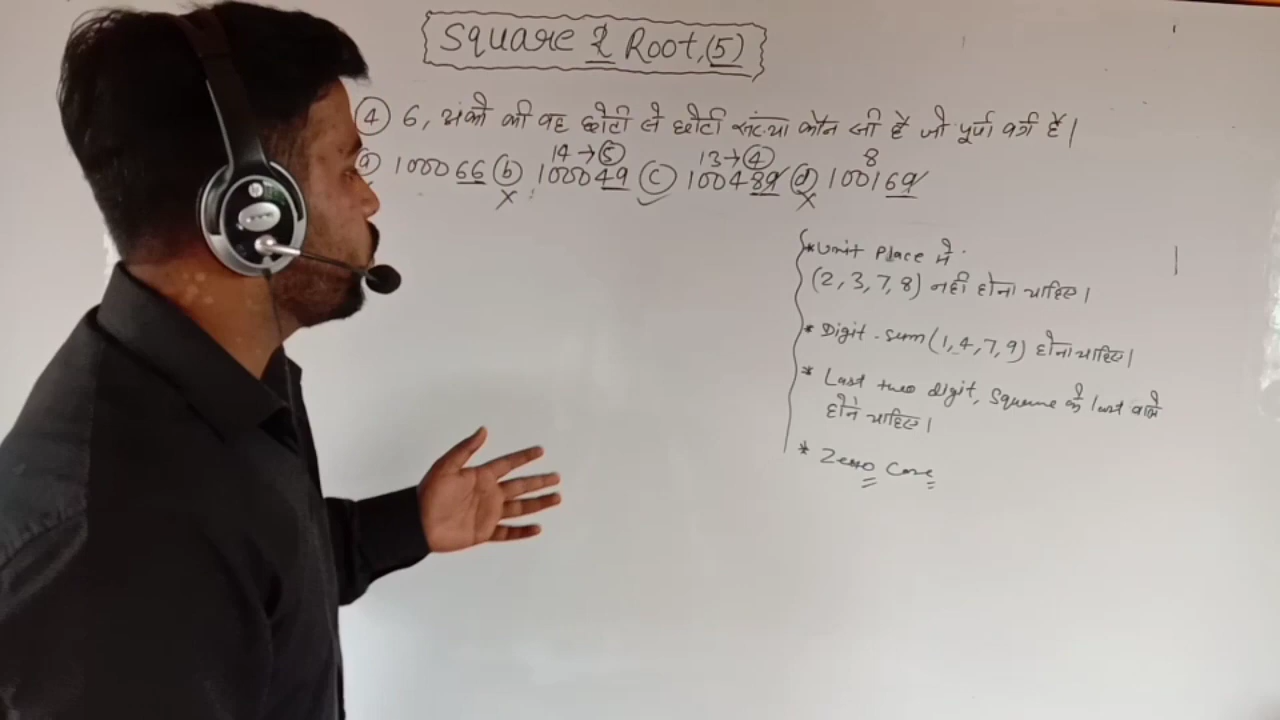 Square & Root,(5)
④ 6, अंको की वह छोटी से छोटी संख्या कौन सी है जो पूर्ण वर्ग है।
14→⑤ 13→④ 8
ⓐ 100066 ⓑ 100049 ⓒ 100489 ⓓ 100169
*Unit Place में
(2, 3, 7, 8) नही होना चाहिए।
* Digit-sum (1, 4, 7, 9) होना चाहिए।
* Last two digit, Square के last वाले
होने चाहिए।
* Zero Care